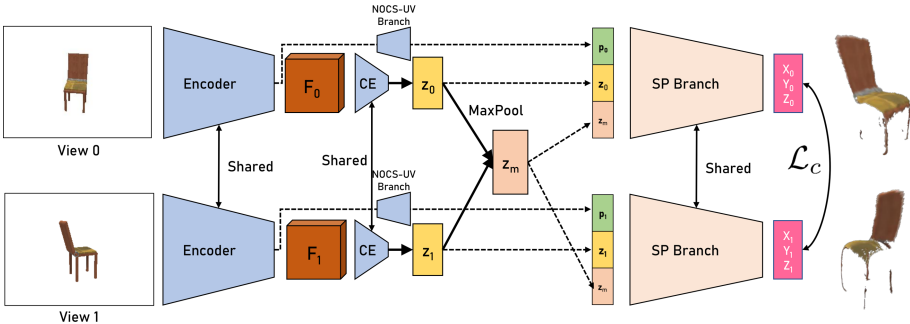 NOCS-UV
Branch
Encoder
F0
CE
z0
p0
z0
zm
SP Branch
X0
Y0
Z0
View 0
MaxPool
Shared
Shared
zm
Shared
ℒc
NOCS-UV
Branch
Encoder
F1
CE
z1
p1
z1
zm
SP Branch
X1
Y1
Z1
View 1